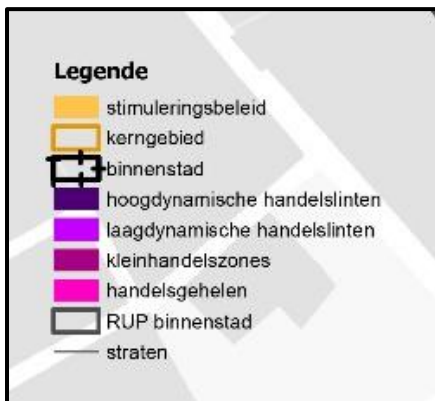 Legende
stimuleringsbeleid
kerngebied
binnenstad
hoogdynamische handelslinten
laagdynamische handelslinten
kleinhandelszones
handelsgehelen
RUP binnenstad
straten